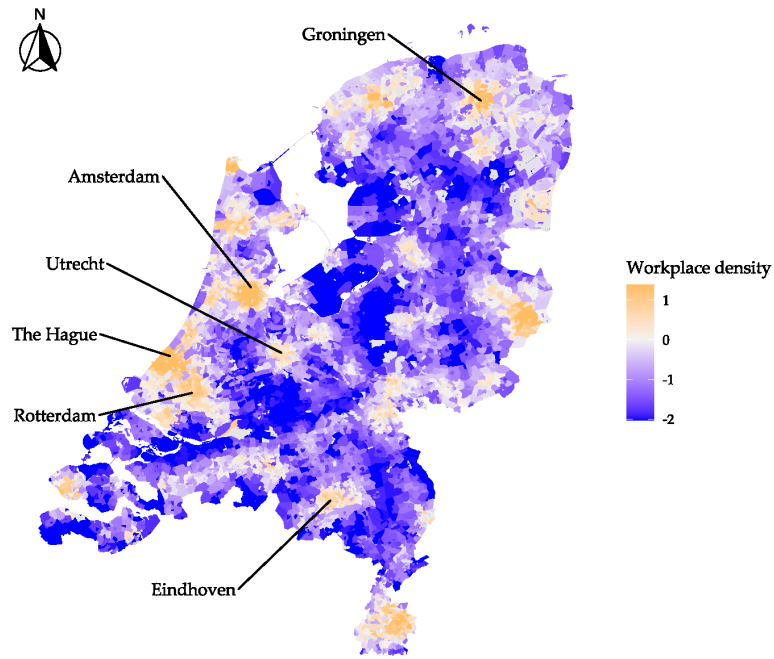 N
Groningen
Amsterdam
Utrecht
The Hague
Rotterdam
Eindhoven
Workplace density
1
0
-1
-2